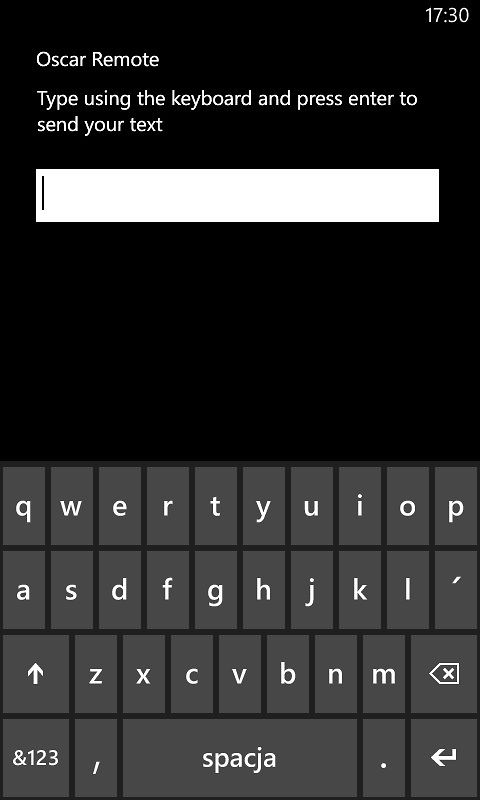 17:30
Oscar Remote
Type using the keyboard and press enter to
send your text
q w e r t y u i o p
a s d f g h j k l ´
z x c v b n m
&123 , spacja .